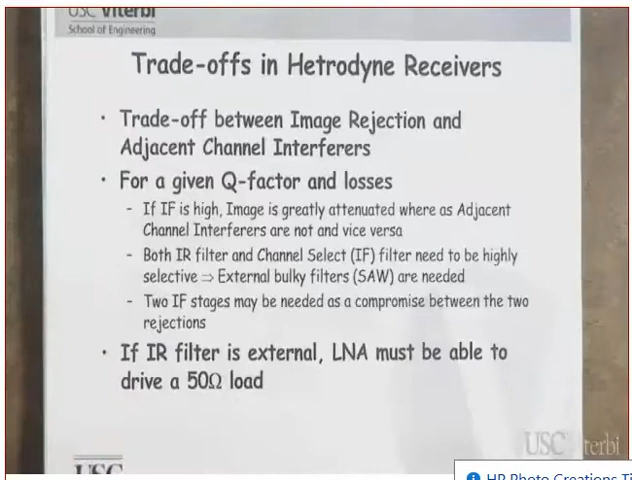 USC Viterbi
School of Engineering
Trade-offs in Hetrodyne Receivers
• Trade-off between Image Rejection and
Adjacent Channel Interferers
• For a given Q-factor and losses
- If IF is high, Image is greatly attenuated where as Adjacent
Channel Interferers are not and vice versa
- Both IR filter and Channel Select (IF) filter need to be highly
selective ⇒ External bulky filters (SAW) are needed
- Two IF stages may be needed as a compromise between the two
rejections
• If IR filter is external, LNA must be able to
drive a 50Ω load
USC Viterbi
USC
HP Photo Creations